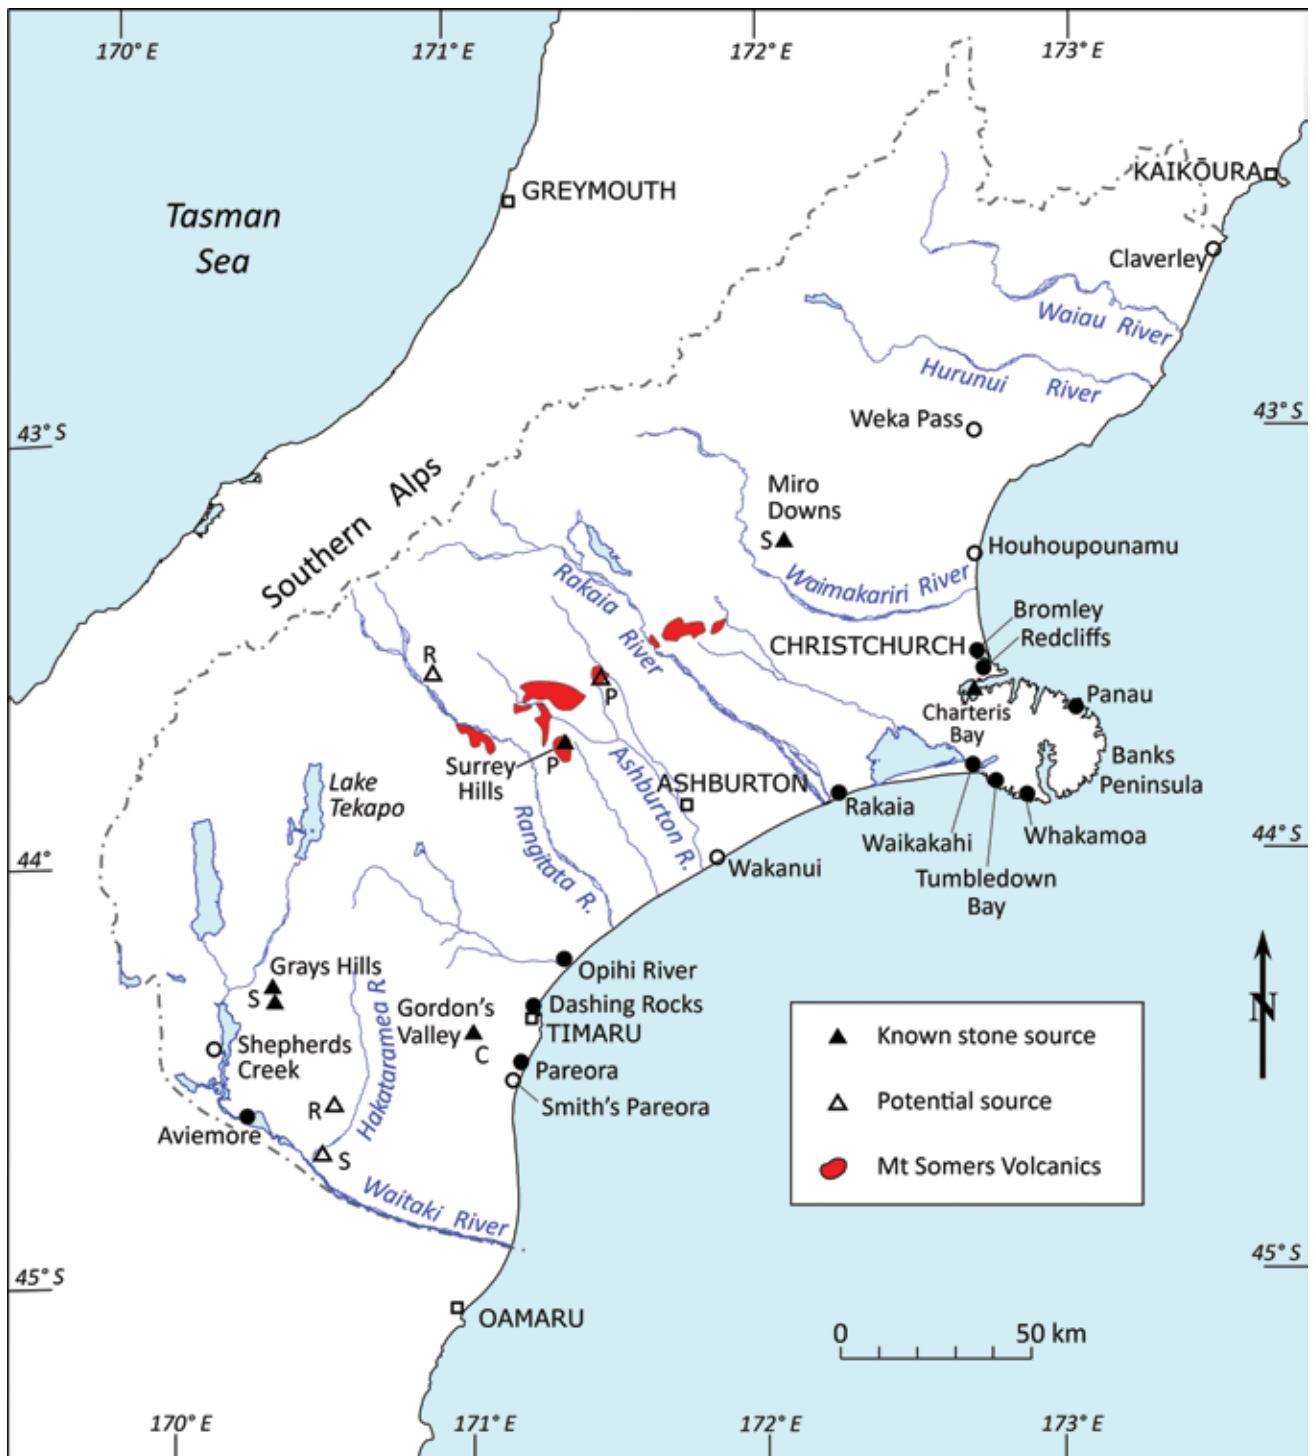 170° E
171° E
172° E
173° E
KAIKŌURA
GREYMOUTH
Tasman
Sea
Claverley
Waiau River
Hurunui River
43° S
43° S
Weka Pass
Southern Alps
Miro
Downs
S
Houhoupounamu
Rakaia
River
Waimakariri River
Bromley
Redcliffs
CHRISTCHURCH
R
P
Panau
Charteris
Bay
Surrey
Hills
P
Banks
Peninsula
Lake
Tekapo
Ashburton R.
ASHBURTON
Rakaia
Rangitata R.
Waikakahi
Whakamoa
44°
44° S
Wakanui
Tumbledown
Bay
Grays Hills
S
Opihi River
Hakataramea R
Gordon's
Valley
C
Dashing Rocks
TIMARU
N
Shepherds
Creek
Pareora
Smith's Pareora
R
Aviemore
S
Waitaki River
Known stone source
Potential source
Mt Somers Volcanics
45° S
45° S
OAMARU
0
50 km
170° E
171° E
172° E
173° E